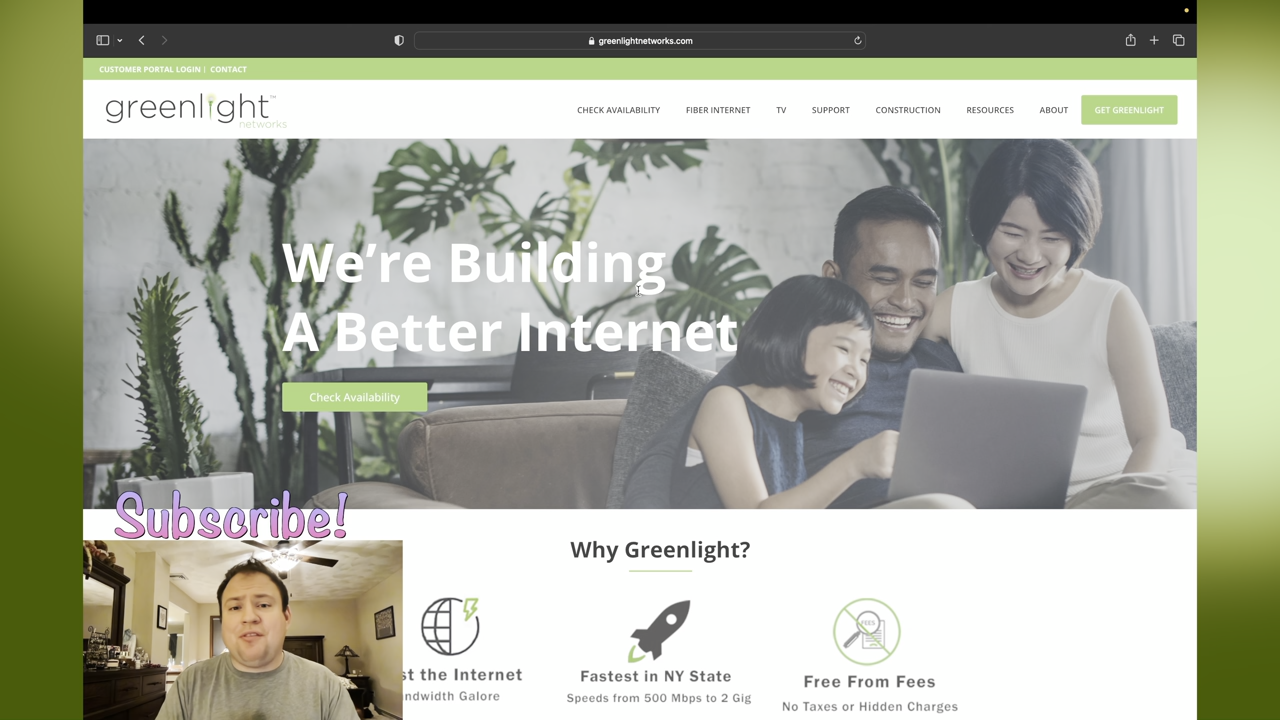 greenlightnetworks.com
CUSTOMER PORTAL LOGIN | CONTACT
greenlight™
networks
CHECK AVAILABILITY FIBER INTERNET TV SUPPORT CONSTRUCTION RESOURCES ABOUT GET GREENLIGHT
We're Building
A Better Internet
Check Availability
Subscribe!
Why Greenlight?
FEES
st the Internet
ndwidth Galore
Fastest in NY State
Speeds from 500 Mbps to 2 Gig
Free From Fees
No Taxes or Hidden Charges